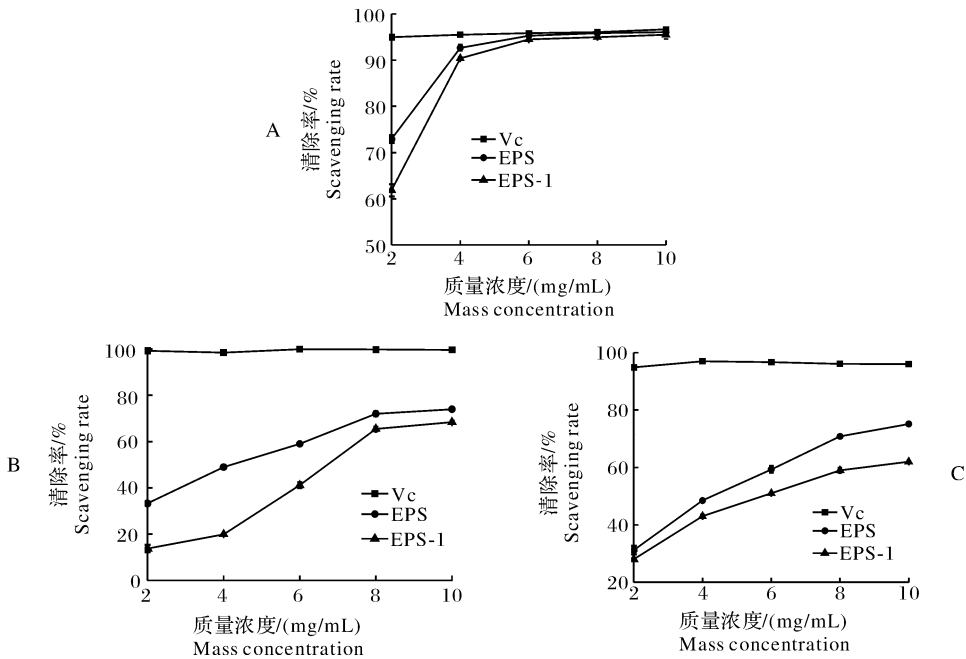 A
清除率/%
Scavenging rate
100
90
80
70
60
50
Vc
EPS
EPS-1
2 4 6 8 10
质量浓度/(mg/mL)
Mass concentration
B
清除率/%
Scavenging rate
100
80
60
40
20
0
Vc
EPS
EPS-1
2 4 6 8 10
质量浓度/(mg/mL)
Mass concentration
C
清除率/%
Scavenging rate
100
80
60
40
20
Vc
EPS
EPS-1
2 4 6 8 10
质量浓度/(mg/mL)
Mass concentration